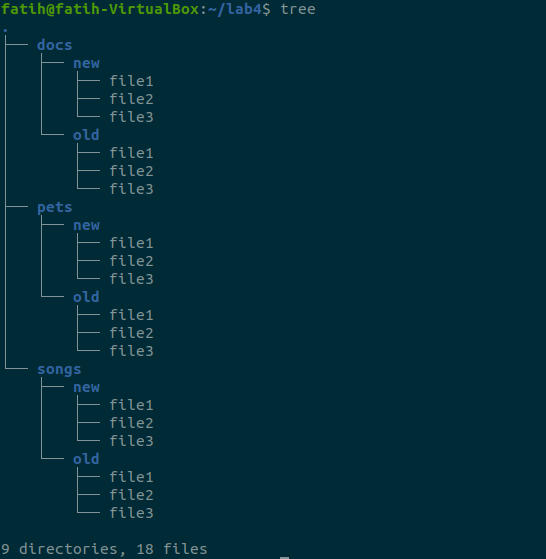 fatih@fatih-VirtualBox:~/lab4$ tree
.
├── docs
│   ├── new
│   │   ├── file1
│   │   ├── file2
│   │   └── file3
│   └── old
│       ├── file1
│       ├── file2
│       └── file3
├── pets
│   ├── new
│   │   ├── file1
│   │   ├── file2
│   │   └── file3
│   └── old
│       ├── file1
│       ├── file2
│       └── file3
└── songs
    ├── new
    │   ├── file1
    │   ├── file2
    │   └── file3
    └── old
        ├── file1
        ├── file2
        └── file3
9 directories, 18 files